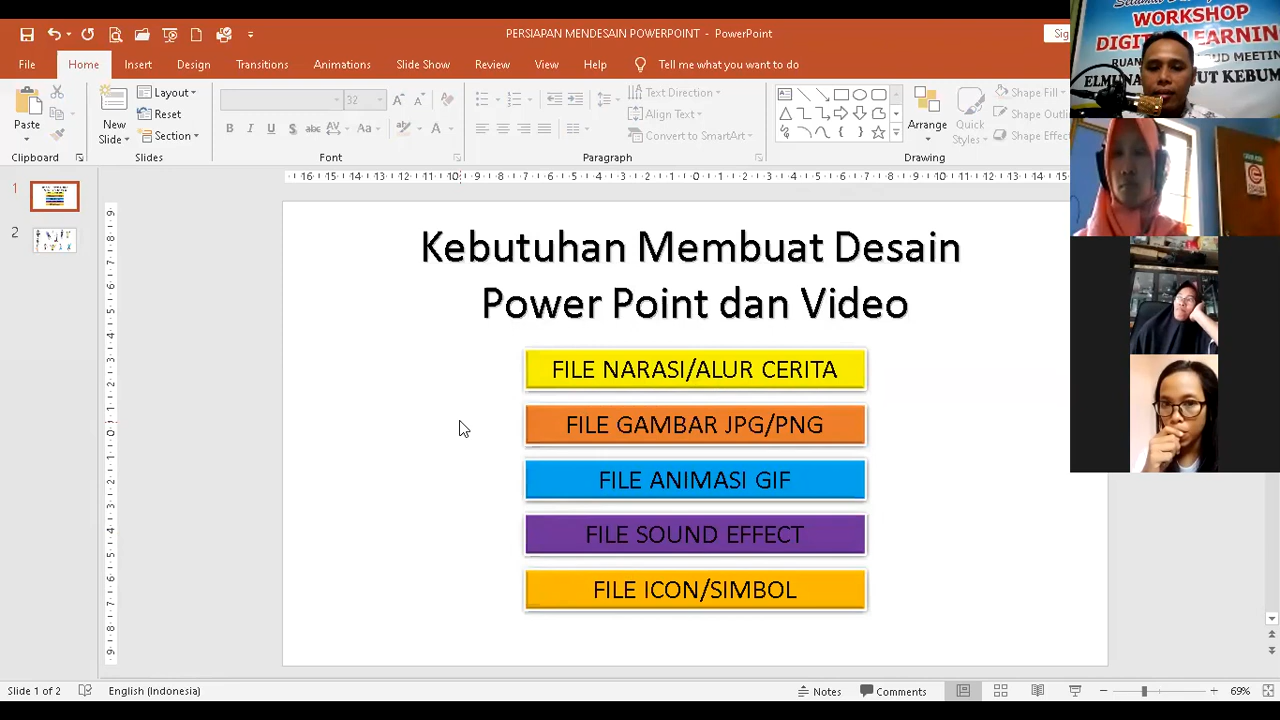 PERSIAPAN MENDESAIN POWERPOINT - PowerPoint
File Home Insert Design Transitions Animations Slide Show Review View Help Tell me what you want to do
Paste
Clipboard
New
Slide
Layout
Reset
Section
Slides
32
Font
Text Direction
Align Text
Convert to SmartArt
Paragraph
Arrange
Quick
Styles
Shape Fill
Drawing
1
2
Kebutuhan Membuat Desain
Power Point dan Video
FILE NARASI/ALUR CERITA
FILE GAMBAR JPG/PNG
FILE ANIMASI GIF
FILE SOUND EFFECT
FILE ICON/SIMBOL
WORKSHOP
Slide 1 of 2
English (Indonesia)
Notes
Comments
69%